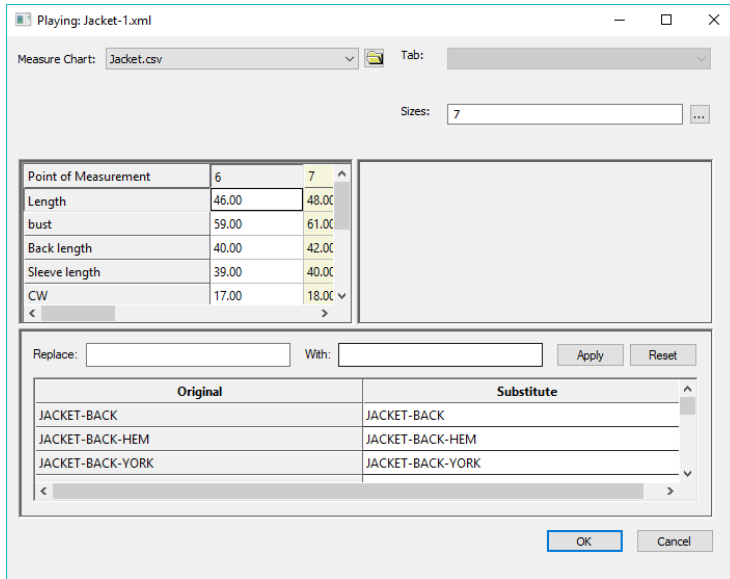 Playing: Jacket-1.xml
Measure Chart: Jacket.csv Tab:
Sizes: 7 ...
Point of Measurement 6 7
Length 46.00 48.00
bust 59.00 61.00
Back length 40.00 42.00
Sleeve length 39.00 40.00
CW 17.00 18.00
Replace: With: Apply Reset
Original Substitute
JACKET-BACK JACKET-BACK
JACKET-BACK-HEM JACKET-BACK-HEM
JACKET-BACK-YORK JACKET-BACK-YORK
OK Cancel